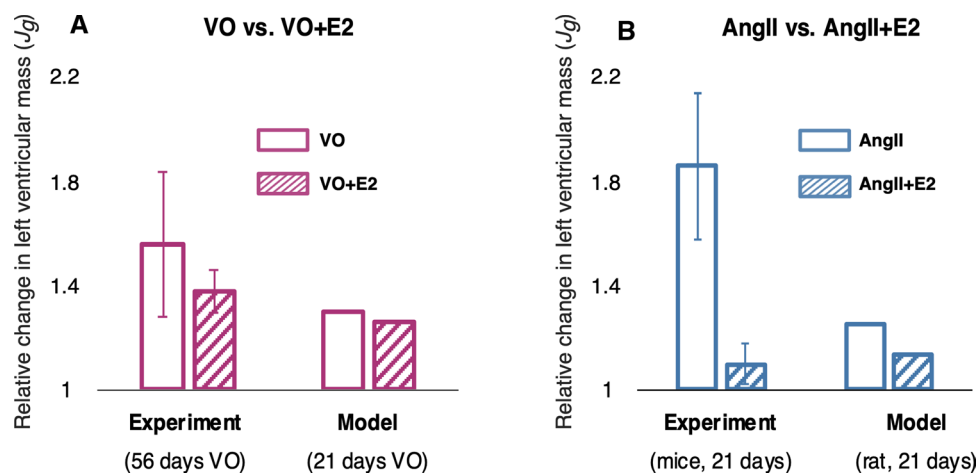 A
VO vs. VO+E2
Relative change in left ventricular mass (Jg)
2.2
1.8
1.4
1
VO
VO+E2
Experiment
(56 days VO)
Model
(21 days VO)
B
AngII vs. AngII+E2
Relative change in left ventricular mass (Jg)
2.2
1.8
1.4
1
AngII
AngII+E2
Experiment
(mice, 21 days)
Model
(rat, 21 days)